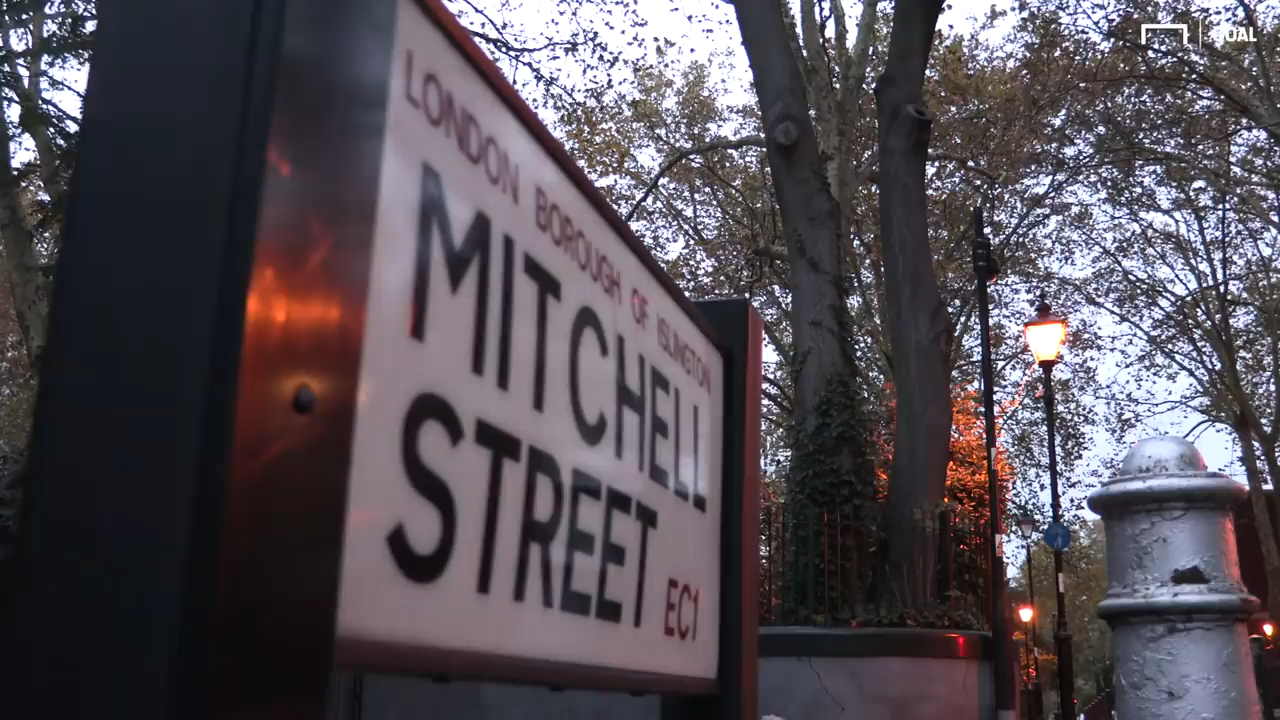 LONDON BOROUGH OF ISLINGTON
MITCHELL
STREET
EC1
GOAL